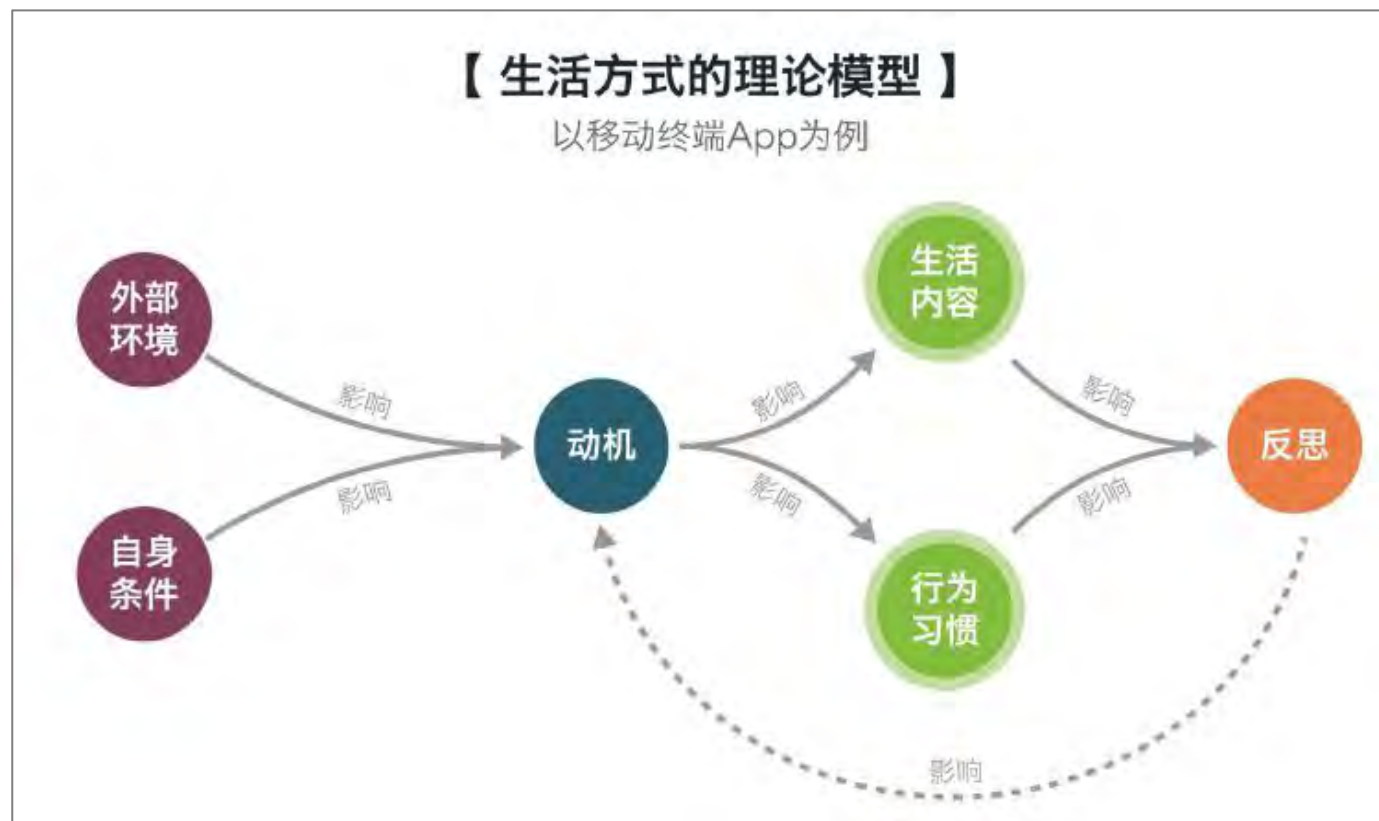 【 生活方式的理论模型 】
以移动终端App为例
外部
环境
自身
条件
影响
影响
动机
影响
影响
生活
内容
行为
习惯
影响
影响
反思
影响